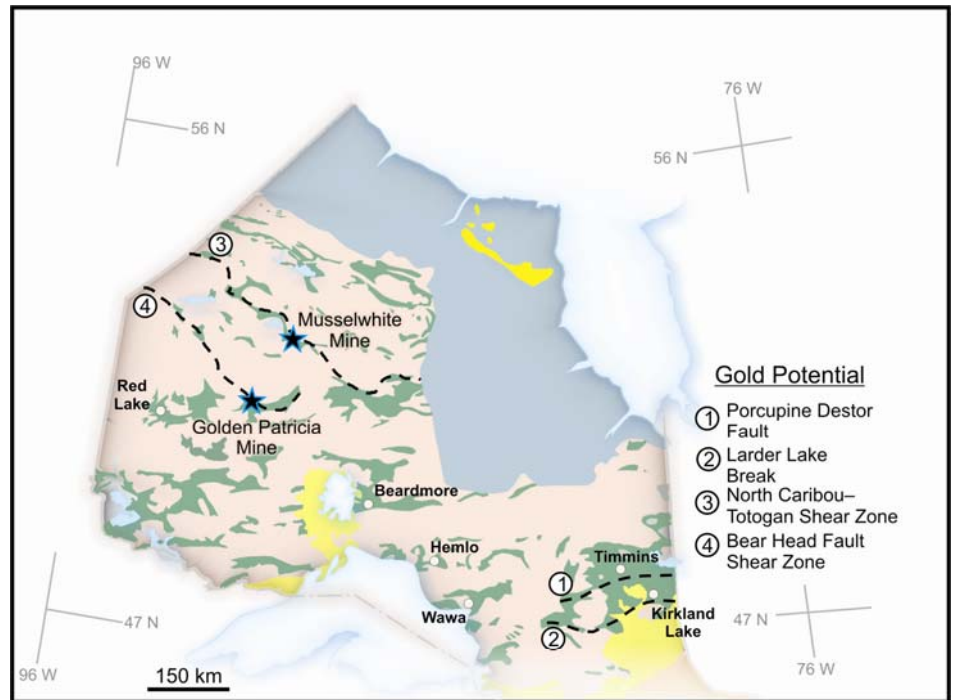 96 W
56 N
76 W
56 N
3
4
Musselwhite
Mine
Red
Lake
Golden Patricia
Mine
Beardmore
Hemlo
Wawa
Timmins
1
2
Kirkland
Lake
Gold Potential
1 Porcupine Destor
Fault
2 Larder Lake
Break
3 North Caribou–
Totogan Shear Zone
4 Bear Head Fault
Shear Zone
47 N
96 W
150 km
47 N
76 W